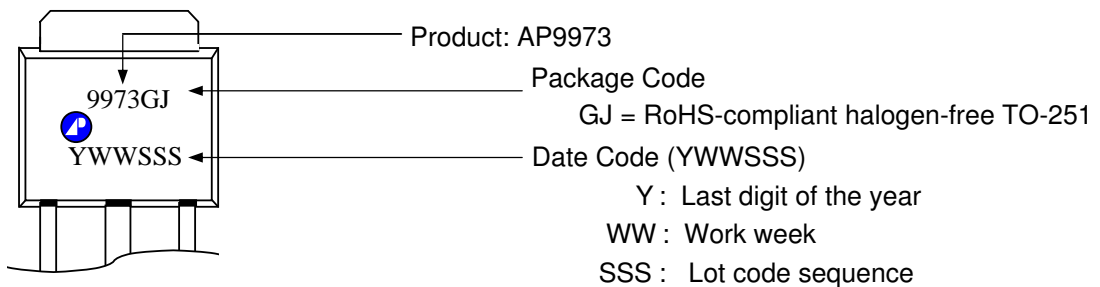 Product: AP9973
Package Code
9973GJ
GJ = RoHS-compliant halogen-free TO-251
AP
YWWSSS
Date Code (YWWSSS)
Y : Last digit of the year
WW : Work week
SSS : Lot code sequence